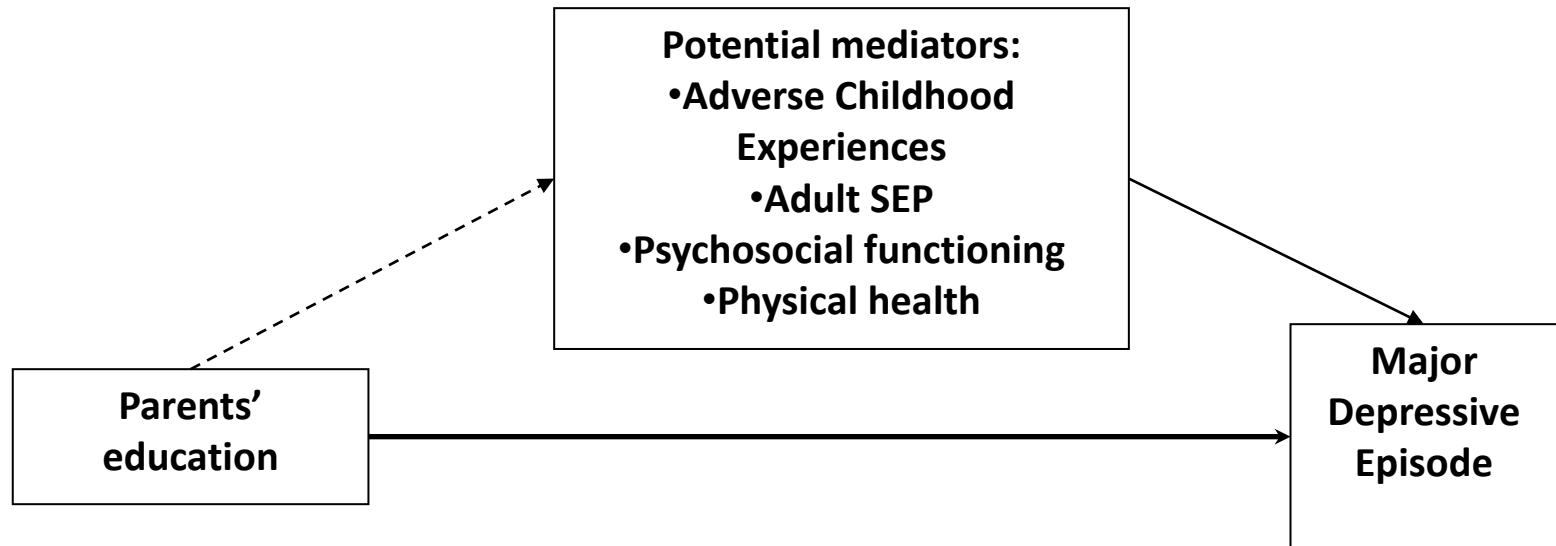 Potential mediators:
•Adverse Childhood
Experiences
•Adult SEP
•Psychosocial functioning
•Physical health
Parents’
education
Major
Depressive
Episode